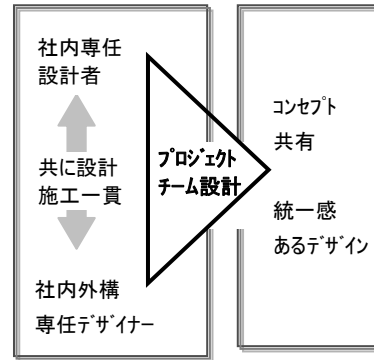 社内専任
設計者
共に設計
施工一貫
社内外構
専任ﾃﾞｻﾞｲﾅｰ
ﾌﾟﾛｼﾞｪｸﾄ
ﾁｰﾑ設計
ｺﾝｾﾌﾟﾄ
共有
統一感
あるﾃﾞｻﾞｲﾝ